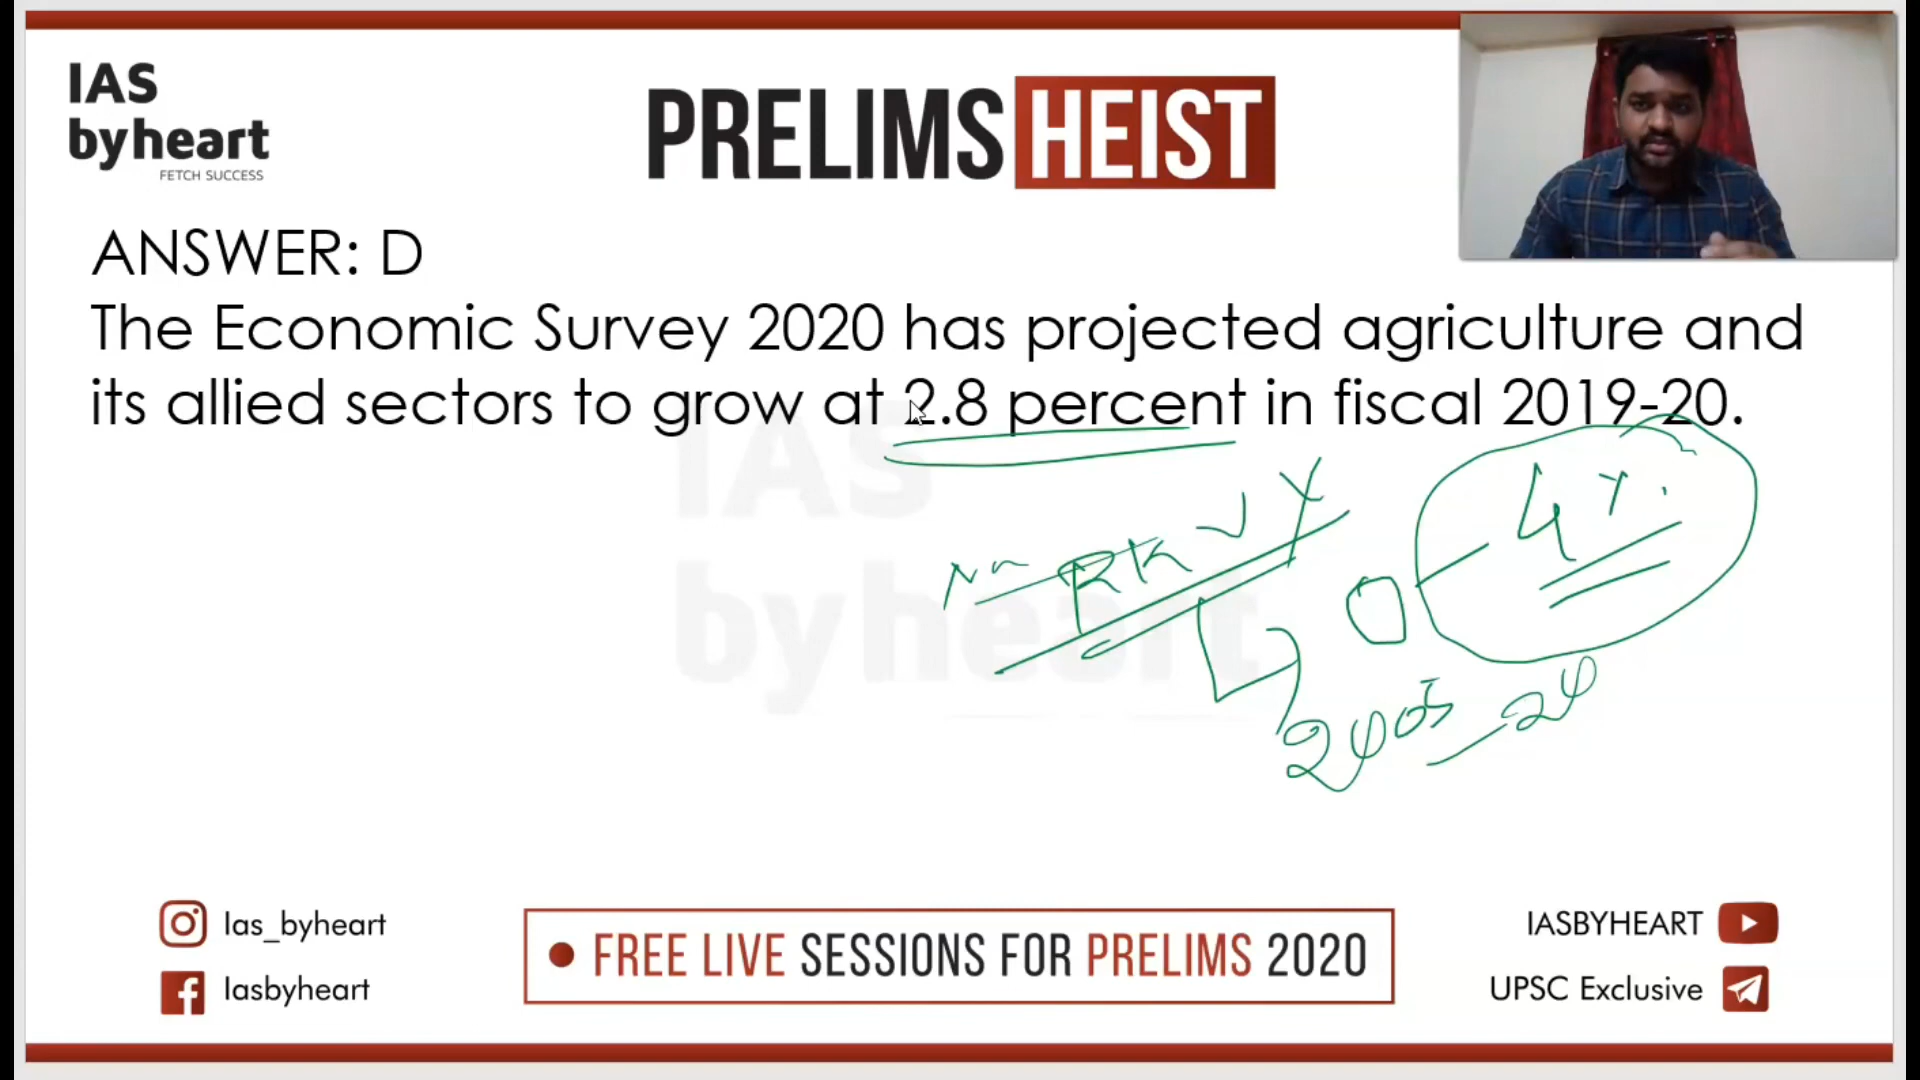 IAS
byheart
FETCH SUCCESS
PRELIMS HEIST
ANSWER: D
The Economic Survey 2020 has projected agriculture and
its allied sectors to grow at 2.8 percent in fiscal 2019-20.
IAS
byheart
RKVY
4%
Ias_byheart
Iasbyheart
FREE LIVE SESSIONS FOR PRELIMS 2020
IASBYHEART
UPSC Exclusive